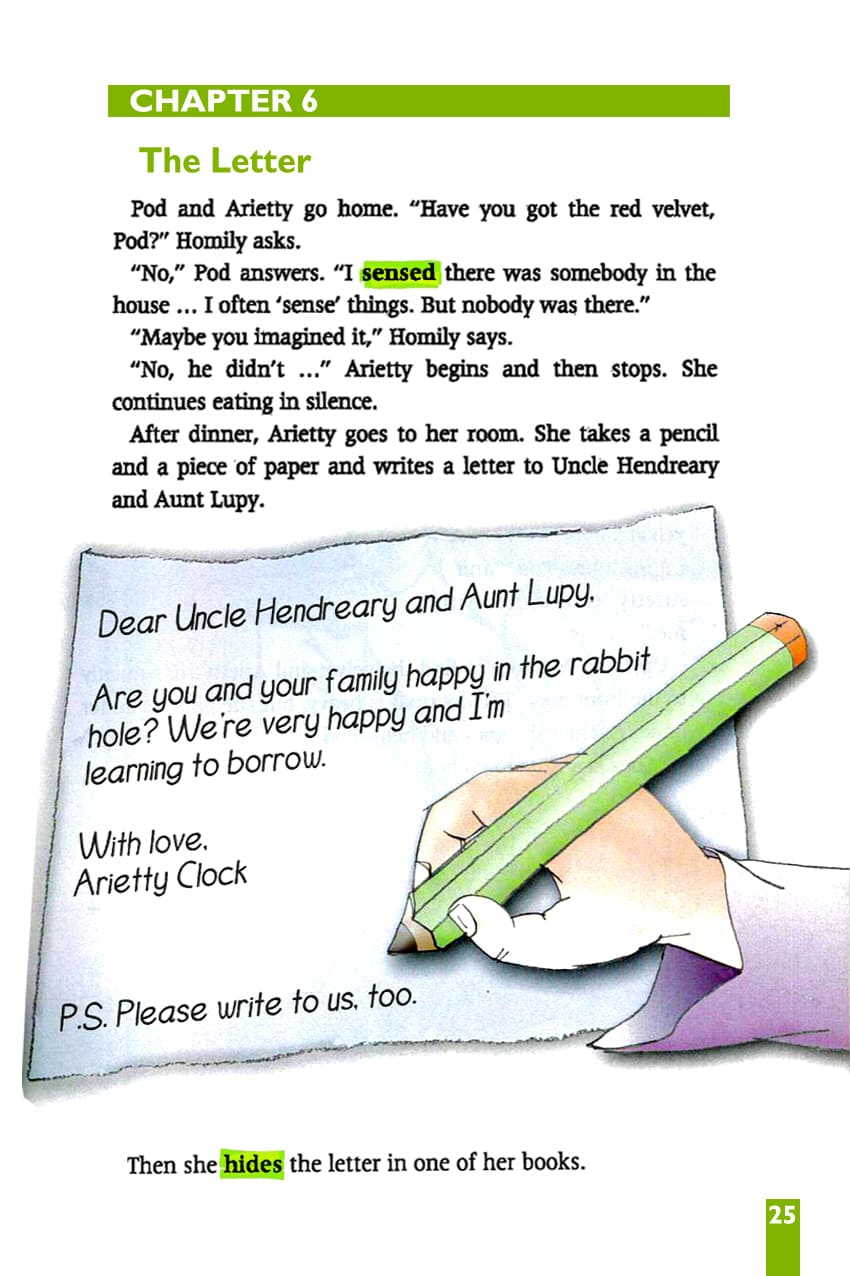 CHAPTER 6
The Letter
Pod and Arietty go home. “Have you got the red velvet,
Pod?” Homily asks.
“No,” Pod answers. “I sensed there was somebody in the
house ... I often ‘sense’ things. But nobody was there.”
“Maybe you imagined it,” Homily says.
“No, he didn’t ...” Arietty begins and then stops. She
continues eating in silence.
After dinner, Arietty goes to her room. She takes a pencil
and a piece of paper and writes a letter to Uncle Hendreary
and Aunt Lupy.
Dear Uncle Hendreary and Aunt Lupy,
Are you and your family happy in the rabbit
hole? We're very happy and I'm
learning to borrow.
With love,
Arietty Clock
P.S. Please write to us, too.
Then she hides the letter in one of her books.
25